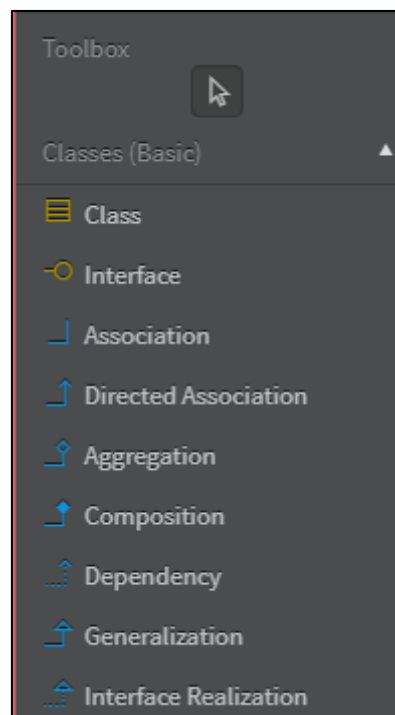 Toolbox
Classes (Basic)
Class
Interface
Association
Directed Association
Aggregation
Composition
Dependency
Generalization
Interface Realization